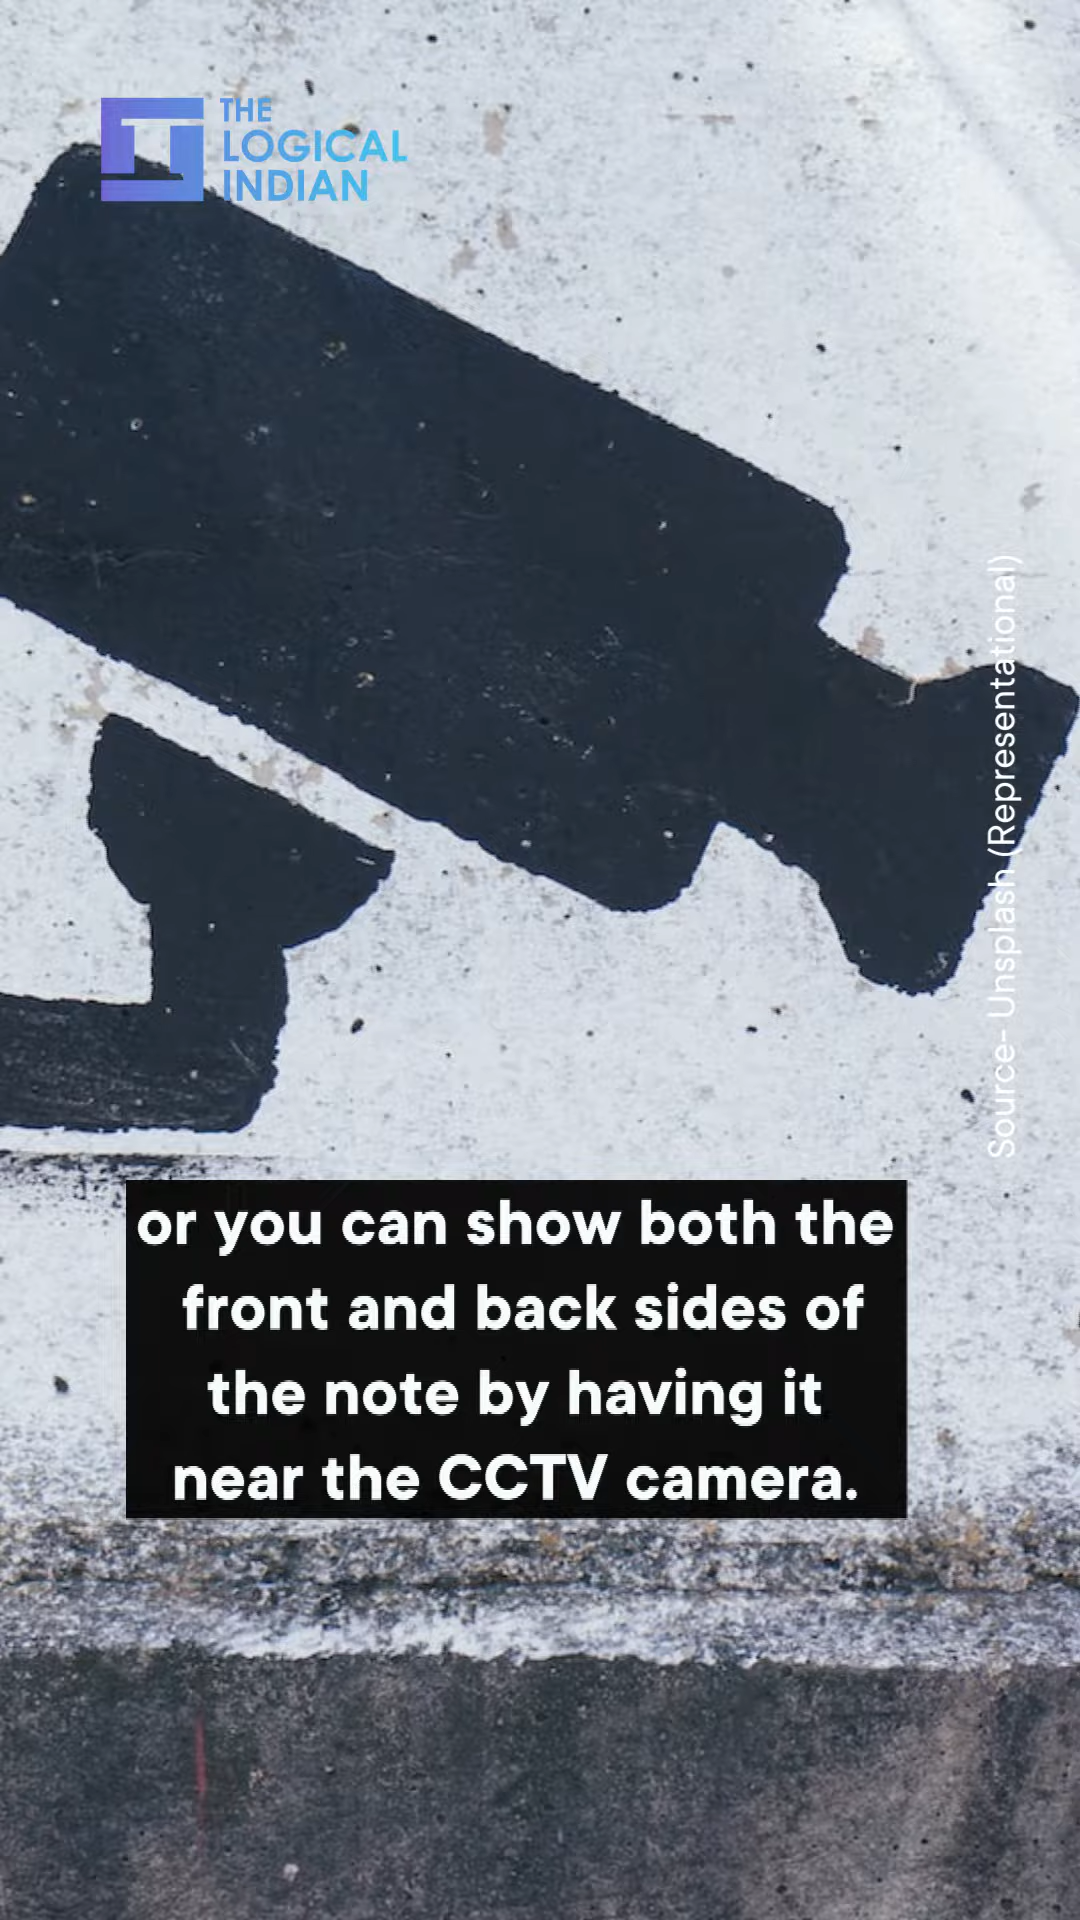 THE
LOGICAL
INDIAN
Source- Unsplash (Representational)
or you can show both the
front and back sides of
the note by having it
near the CCTV camera.